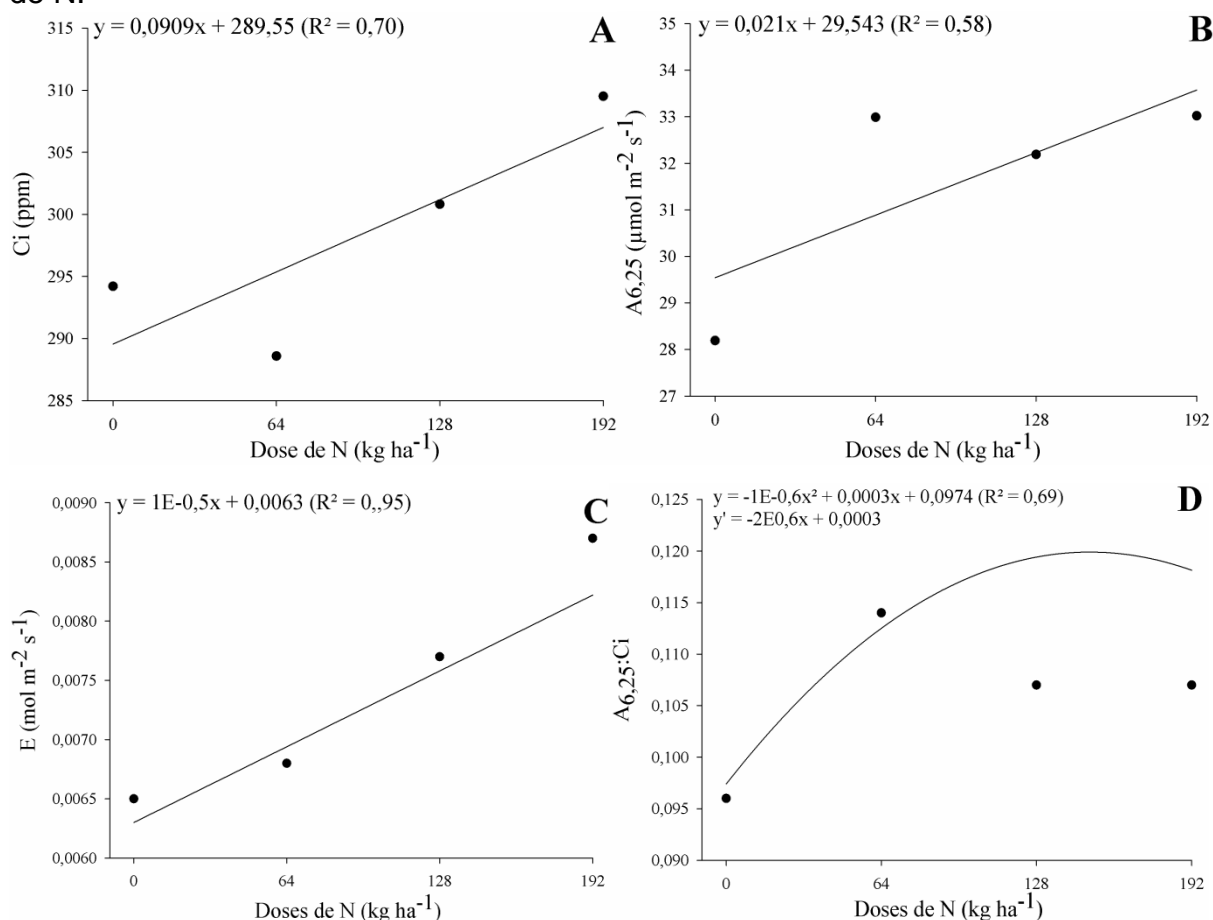 de N.
y = 0,0909x + 289,55 (R² = 0,70)
A
315
310
305
300
295
290
285
Ci (ppm)
0 64 128 192
Dose de N (kg ha⁻¹)
y = 0,021x + 29,543 (R² = 0,58)
B
35
34
33
32
31
30
29
28
27
A6,25 (µmol m⁻² s⁻¹)
0 64 128 192
Doses de N (kg ha⁻¹)
y = 1E-0,5x + 0,0063 (R² = 0,,95)
C
0,0090
0,0085
0,0080
0,0075
0,0070
0,0065
0,0060
E (mol m⁻² s⁻¹)
0 64 128 192
Doses de N (kg ha⁻¹)
y = -1E-0,6x² + 0,0003x + 0,0974 (R² = 0,69)
y' = -2E0,6x + 0,0003
D
0,125
0,120
0,115
0,110
0,105
0,100
0,095
0,090
A6,25:Ci
0 64 128 192
Doses de N (kg ha⁻¹)